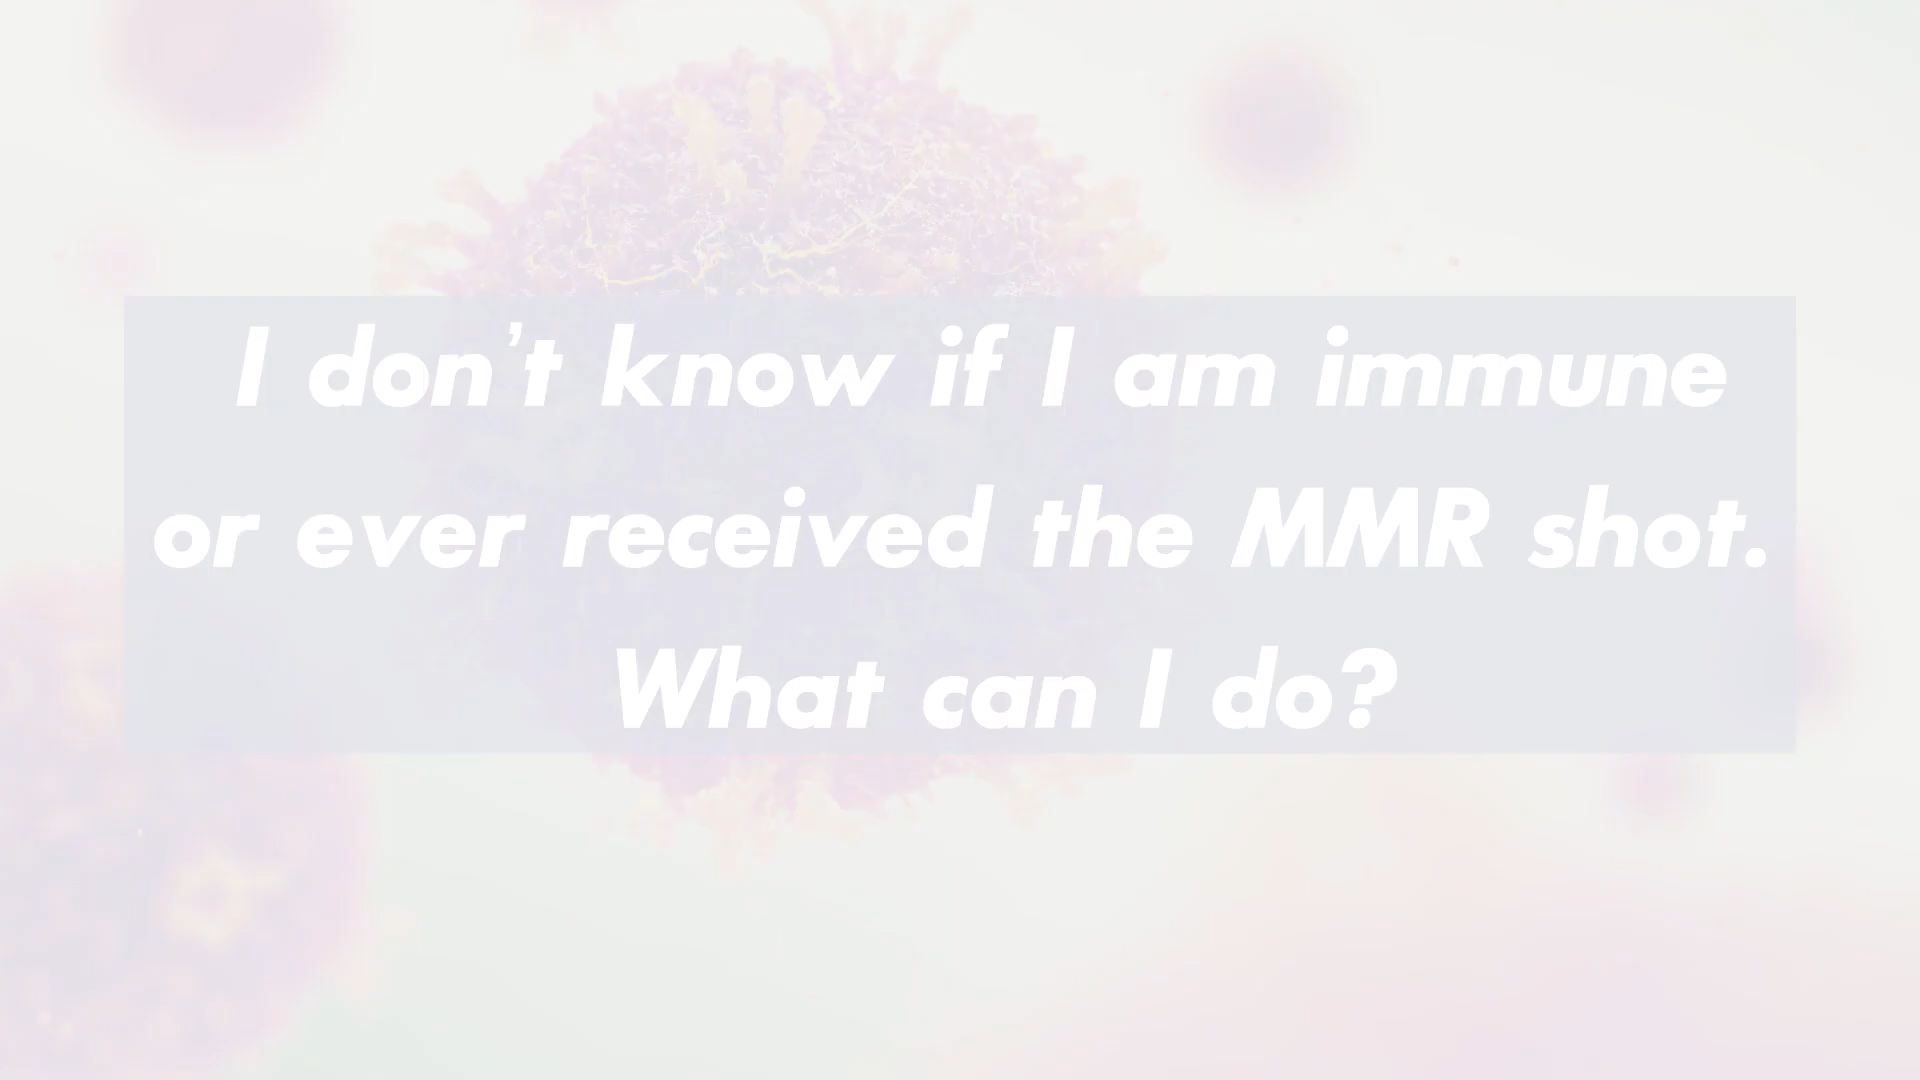 I don’t know if I am immune
or ever received the MMR shot.
What can I do?